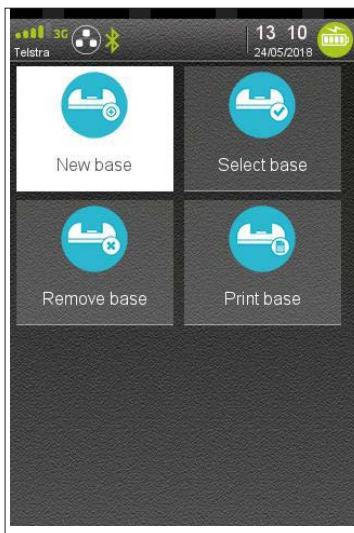 3G
13 10
Telstra
24/05/2018
New base
Select base
Remove base
Print base